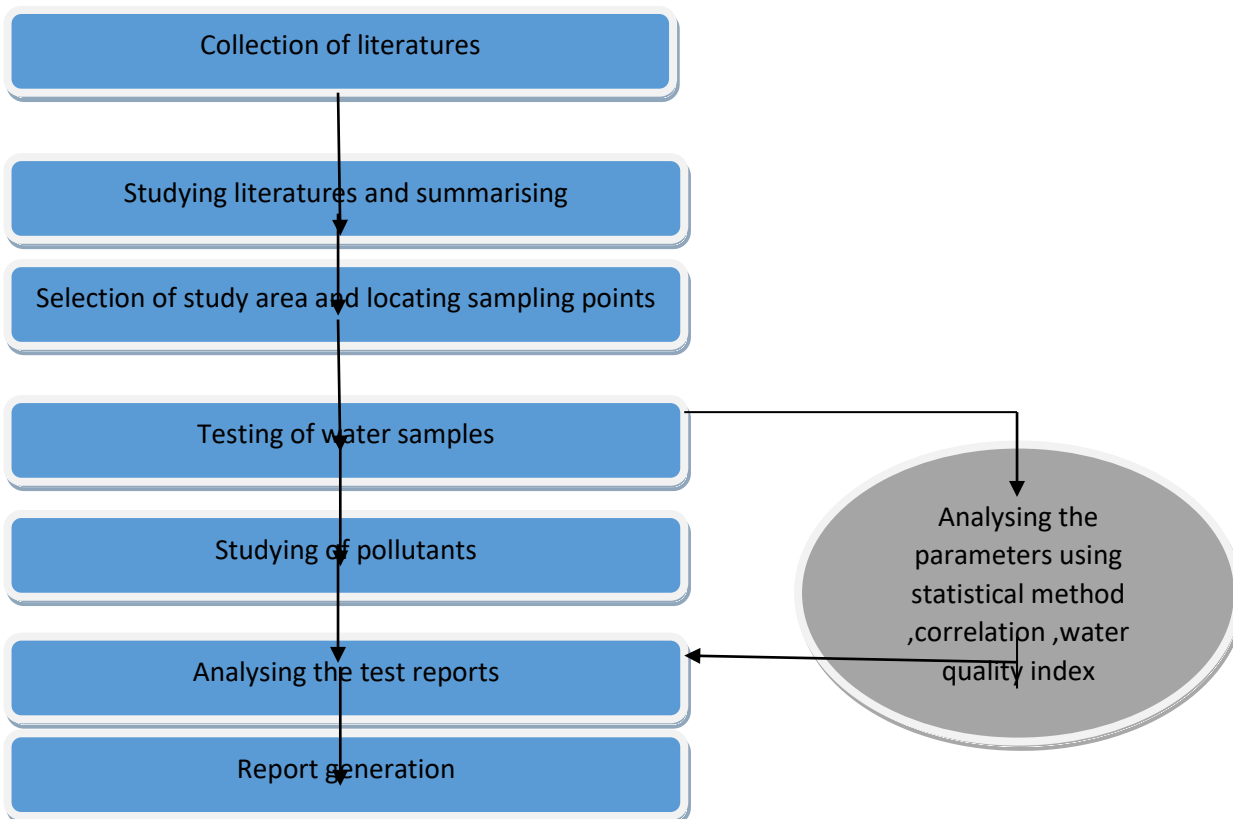 Collection of literatures
Studying literatures and summarising
Selection of study area and locating sampling points
Testing of water samples
Studying of pollutants
Analysing the test reports
Report generation
Analysing the
parameters using
statistical method
,correlation ,water
quality index